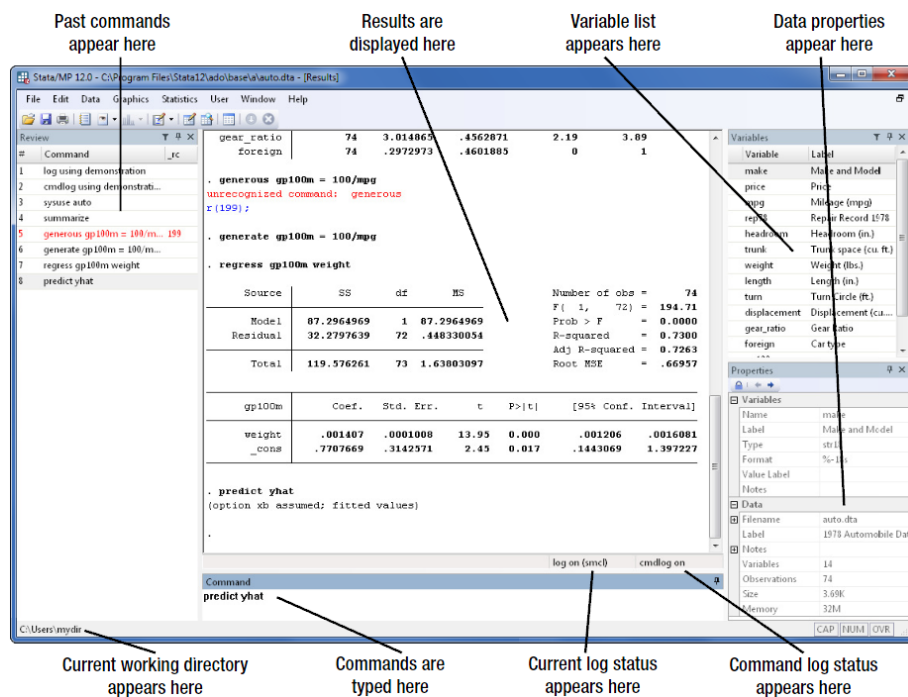 Past commands
appear here
Results are
displayed here
Variable list
appears here
Data properties
appear here
Stata/MP 12.0 - C:\Program Files\Stata12\ado\base\a\auto.dta - [Results]
File Edit Data Graphics Statistics User Window Help
Review
# Command _rc
1 log using demonstration
2 cmdlog using demonstrati...
3 sysuse auto
4 summarize
5 generous gp100m = 100/m... 199
6 generate gp100m = 100/m...
7 regress gp100m weight
8 predict yhat
gear_ratio 74 3.014865 .4562871 2.19 3.89
foreign 74 .2972973 .4601885 0 1
. generous gp100m = 100/mpg
unrecognized command: generous
r(199);
. generate gp100m = 100/mpg
. regress gp100m weight
Source SS df MS Number of obs = 74
F( 1, 72) = 194.71
Model 87.2964969 1 87.2964969 Prob > F = 0.0000
Residual 32.2797639 72 .448330054 R-squared = 0.7300
Adj R-squared = 0.7263
Total 119.576261 73 1.63803097 Root MSE = .66957
gp100m Coef. Std. Err. t P>|t| [95% Conf. Interval]
weight .001407 .0001008 13.95 0.000 .001206 .0016081
_cons .7707669 .3142571 2.45 0.017 .1443069 1.397227
. predict yhat
(option xb assumed; fitted values)
.
log on (smcl) cmdlog on
Command
predict yhat
Variables
Variable Label
make Make and Model
price Price
mpg Mileage (mpg)
rep78 Repair Record 1978
headroom Headroom (in.)
trunk Trunk space (cu. ft.)
weight Weight (lbs.)
length Length (in.)
turn Turn Circle (ft.)
displacement Displacement (cu....
gear_ratio Gear Ratio
foreign Car type
Properties
Variables
Name make
Label Make and Model
Type
Format
Value Label
Notes
Data
Filename auto.dta
Label 1978 Automobile Dat
Notes
Variables 14
Observations 74
Size 3.69K
Memory 32M
C:\Users\mydir
CAP NUM OVR
Current working directory
appears here
Commands are
typed here
Current log status
appears here
Command log status
appears here